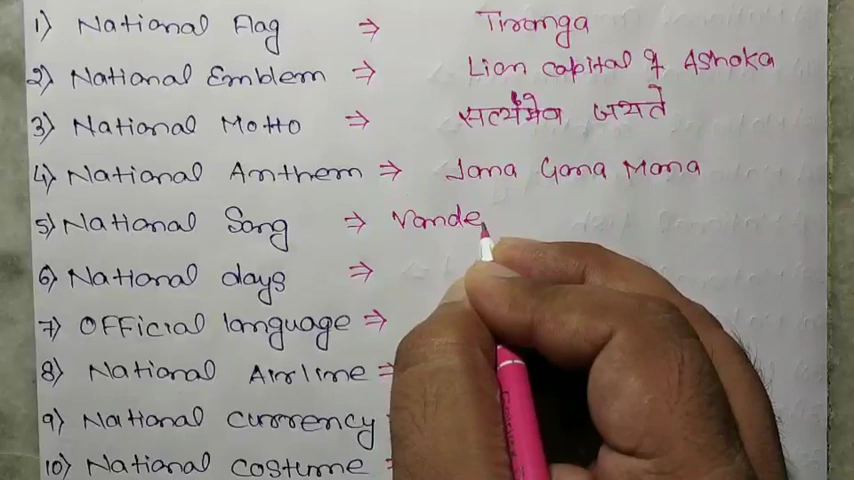 1) National Flag ⇒ Tironga
2) National Emblem ⇒ Lion capital of Ashoka
3) National Motto ⇒ सत्यमेव जयते
4) National Anthem ⇒ Jana Gana Mana
5) National Song ⇒ Vande
6) National days ⇒
7) Official language ⇒
8) National Airline ⇒
9) National currency
10) National costume ⇒